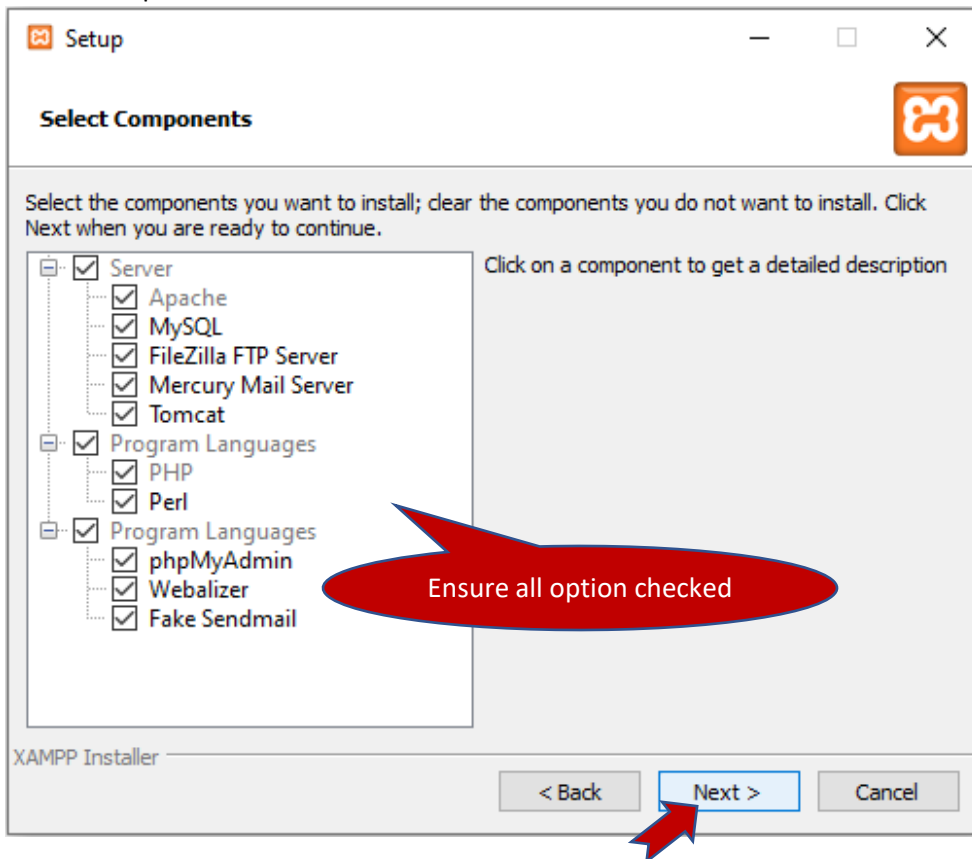 Setup
Select Components
Select the components you want to install; clear the components you do not want to install. Click
Next when you are ready to continue.
Server
Apache
MySQL
FileZilla FTP Server
Mercury Mail Server
Tomcat
Program Languages
PHP
Perl
Program Languages
phpMyAdmin
Webalizer
Fake Sendmail
Click on a component to get a detailed description
Ensure all option checked
XAMPP Installer
< Back
Next >
Cancel